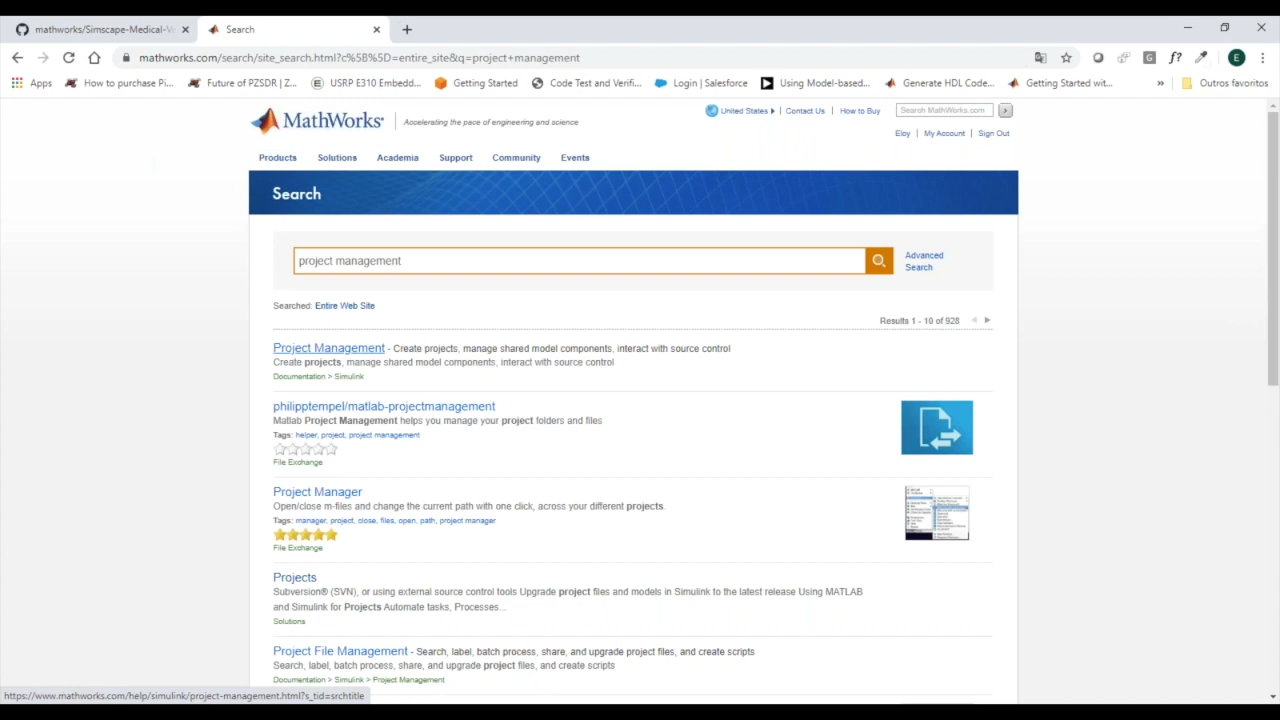 mathworks/Simscape-Medical-V
Search
mathworks.com/search/site_search.html?c%5B%5D=entire_site&q=project+management
G
f?
E
Apps
How to purchase Pi...
Future of PZSDR | Z...
USRP E310 Embedd...
Getting Started
Code Test and Verifi...
Login | Salesforce
Using Model-based...
Generate HDL Code...
Getting Started wit...
»
Outros favoritos
MathWorks®
Accelerating the pace of engineering and science
United States
Contact Us
How to Buy
Search MathWorks.com
Eloy
My Account
Sign Out
Products
Solutions
Academia
Support
Community
Events
Search
project management
Advanced
Search
Searched: Entire Web Site
Results 1 - 10 of 928
Project Management - Create projects, manage shared model components, interact with source control
Create projects, manage shared model components, interact with source control
Documentation > Simulink
philipptempel/matlab-projectmanagement
Matlab Project Management helps you manage your project folders and files
Tags: helper, project, project management
File Exchange
Project Manager
Open/close m-files and change the current path with one click, across your different projects.
Tags: manager, project, close, files, open, path, project manager
File Exchange
Projects
Subversion® (SVN), or using external source control tools Upgrade project files and models in Simulink to the latest release Using MATLAB
and Simulink for Projects Automate tasks, Processes...
Solutions
Project File Management - Search, label, batch process, share, and upgrade project files, and create scripts
Search, label, batch process, share, and upgrade project files, and create scripts
Documentation > Simulink > Project Management
https://www.mathworks.com/help/simulink/project-management.html?s_tid=srchtitle